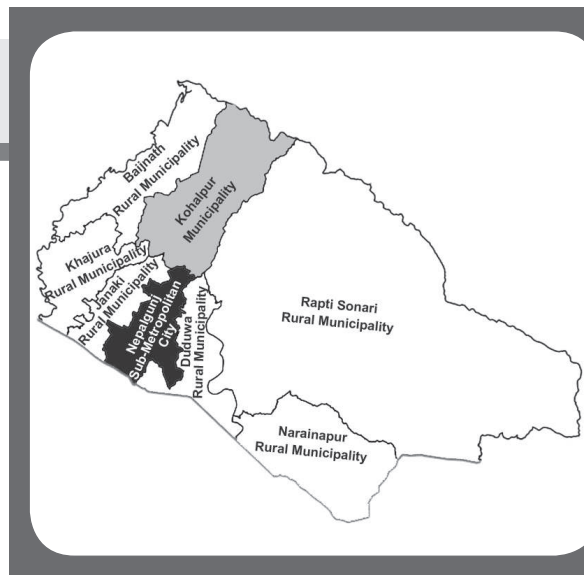 Baijnath
Rural Municipality
Kohalpur
Municipality
Khajura
Rural Municipality
Janaki
Rural Municipality
Nepalgunj
Sub-Metropolitan
City
Duduwa
Rural Municipality
Rapti Sonari
Rural Municipality
Narainapur
Rural Municipality